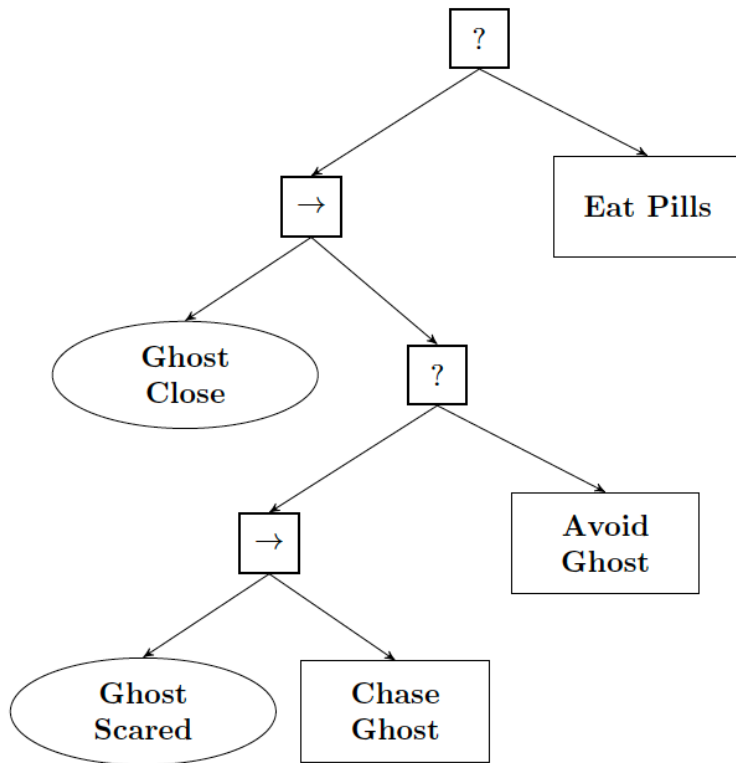 ?
→
Eat Pills
Ghost
Close
?
→
Avoid
Ghost
Ghost
Scared
Chase
Ghost